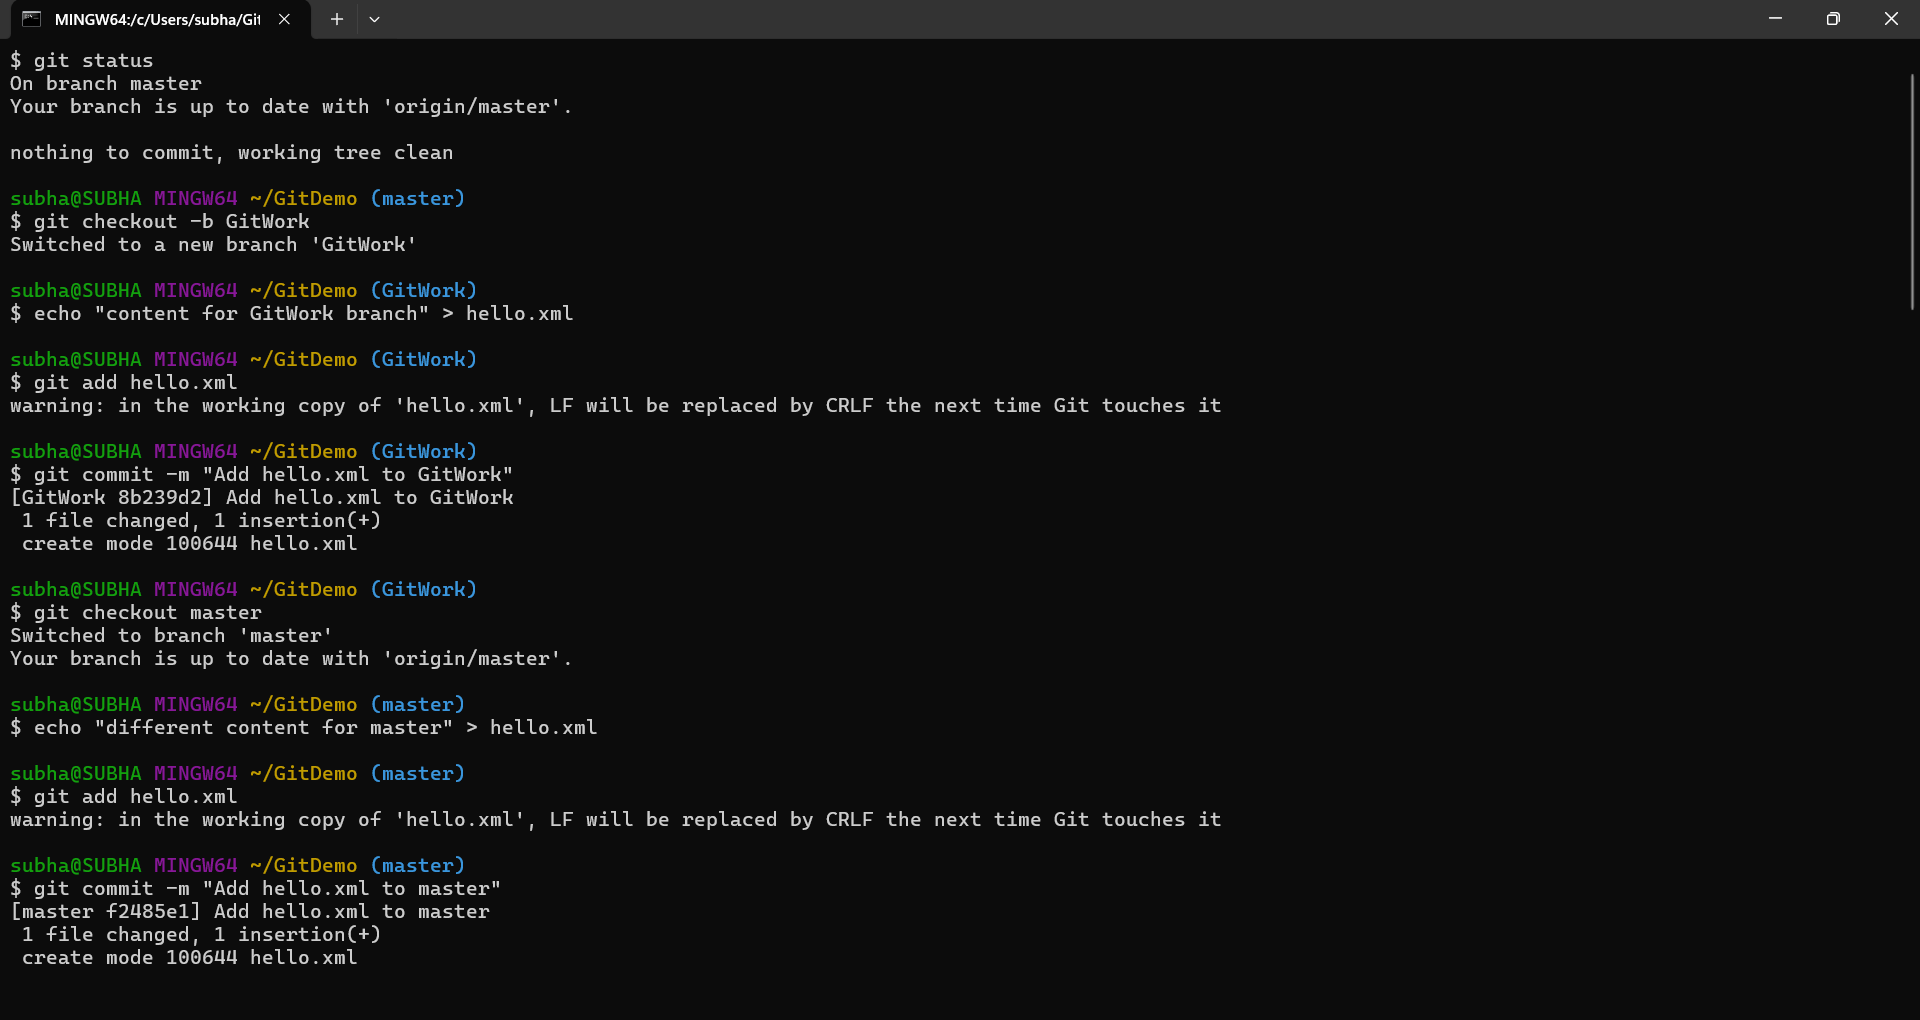 MINGW64:/c/Users/subha/Git
$ git status
On branch master
Your branch is up to date with 'origin/master'.
nothing to commit, working tree clean
subha@SUBHA MINGW64 ~/GitDemo (master)
$ git checkout -b GitWork
Switched to a new branch 'GitWork'
subha@SUBHA MINGW64 ~/GitDemo (GitWork)
$ echo "content for GitWork branch" > hello.xml
subha@SUBHA MINGW64 ~/GitDemo (GitWork)
$ git add hello.xml
warning: in the working copy of 'hello.xml', LF will be replaced by CRLF the next time Git touches it
subha@SUBHA MINGW64 ~/GitDemo (GitWork)
$ git commit -m "Add hello.xml to GitWork"
[GitWork 8b239d2] Add hello.xml to GitWork
 1 file changed, 1 insertion(+)
 create mode 100644 hello.xml
subha@SUBHA MINGW64 ~/GitDemo (GitWork)
$ git checkout master
Switched to branch 'master'
Your branch is up to date with 'origin/master'.
subha@SUBHA MINGW64 ~/GitDemo (master)
$ echo "different content for master" > hello.xml
subha@SUBHA MINGW64 ~/GitDemo (master)
$ git add hello.xml
warning: in the working copy of 'hello.xml', LF will be replaced by CRLF the next time Git touches it
subha@SUBHA MINGW64 ~/GitDemo (master)
$ git commit -m "Add hello.xml to master"
[master f2485e1] Add hello.xml to master
 1 file changed, 1 insertion(+)
 create mode 100644 hello.xml